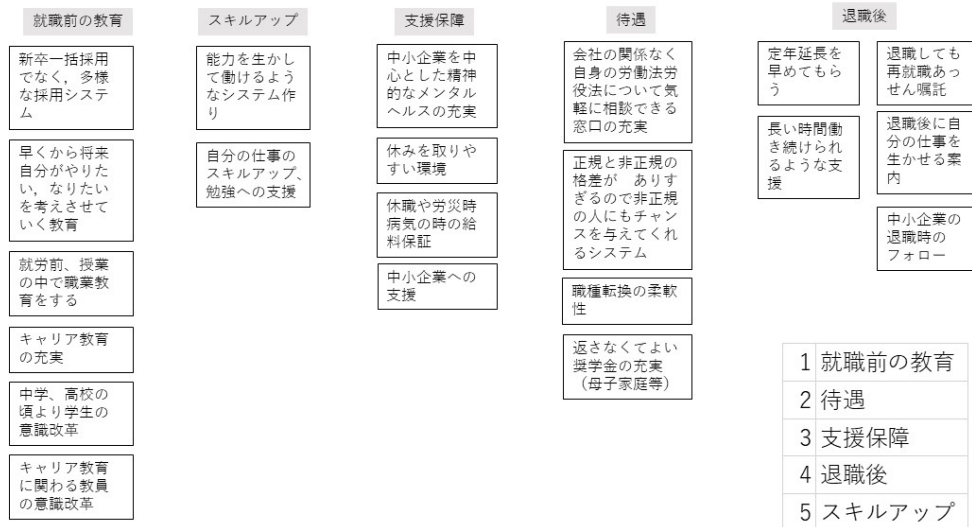 就職前の教育
新卒一括採用
でなく，多様
な採用システ
ム
早くから将来
自分がやりた
い，なりたい
を考えさせて
いく教育
就労前、授業
の中で職業教
育をする
キャリア教育
の充実
中学、高校の
頃より学生の
意識改革
キャリア教育
に関わる教員
の意識改革
スキルアップ
能力を生かし
て働けるよう
なシステム作
り
自分の仕事の
スキルアップ、
勉強への支援
支援保障
中小企業を中
心とした精神
的なメンタル
ヘルスの充実
休みを取りや
すい環境
休職や労災時
病気の時の給
料保証
中小企業への
支援
待遇
会社の関係なく
自身の労働法労
役法について気
軽に相談できる
窓口の充実
正規と非正規の
格差が　ありす
ぎるので非正規
の人にもチャン
スを与えてくれ
るシステム
職種転換の柔軟
性
返さなくてよい
奨学金の充実
（母子家庭等）
退職後
定年延長を
早めてもら
う
長い時間働
き続けられ
るような支
援
退職しても
再就職あっ
せん嘱託
退職後に自
分の仕事を
生かせる案
内
中小企業の
退職時の
フォロー
1 就職前の教育
2 待遇
3 支援保障
4 退職後
5 スキルアップ